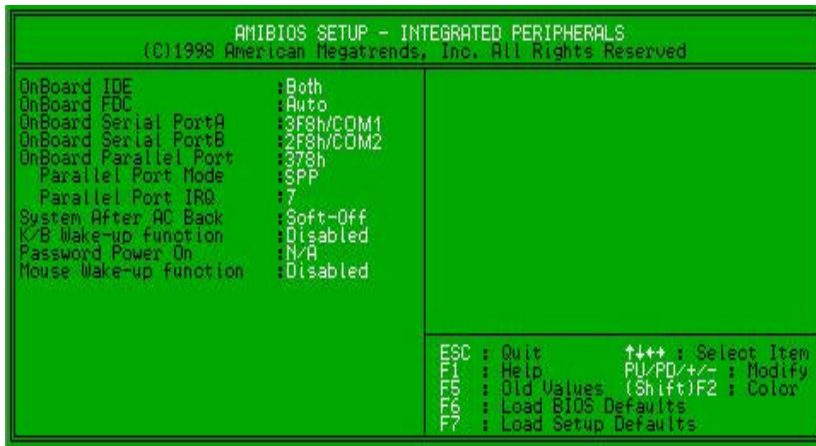 AMIBIOS SETUP - INTEGRATED PERIPHERALS
(C)1998 American Megatrends, Inc. All Rights Reserved
OnBoard IDE :Both
OnBoard FDC :Auto
OnBoard Serial PortA :3F8h/COM1
OnBoard Serial PortB :2F8h/COM2
OnBoard Parallel Port :378h
Parallel Port Mode :SPP
Parallel Port IRQ :7
System After AC Back :Soft-Off
K/B Wake-up function :Disabled
Password Power On :N/A
Mouse Wake-up function :Disabled
ESC : Quit ↑↓←→ : Select Item
F1 : Help PU/PD/+/- : Modify
F5 : Old Values (Shift)F2 : Color
F6 : Load BIOS Defaults
F7 : Load Setup Defaults